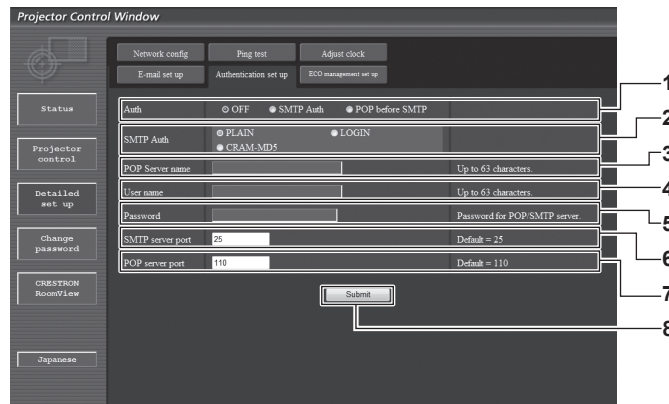 Projector Control Window
Network config Ping test Adjust clock
E-mail set up Authentication set up ECO management set up
Status
Projector control
Detailed set up
Change password
CRESTRON RoomView
Japanese
Auth OFF SMTP Auth POP before SMTP
SMTP Auth PLAIN LOGIN
CRAM-MD5
POP Server name Up to 63 characters.
User name Up to 63 characters.
Password Password for POP/SMTP server.
SMTP server port 25 Default = 25
POP server port 110 Default = 110
Submit
1
2
3
4
5
6
7
8